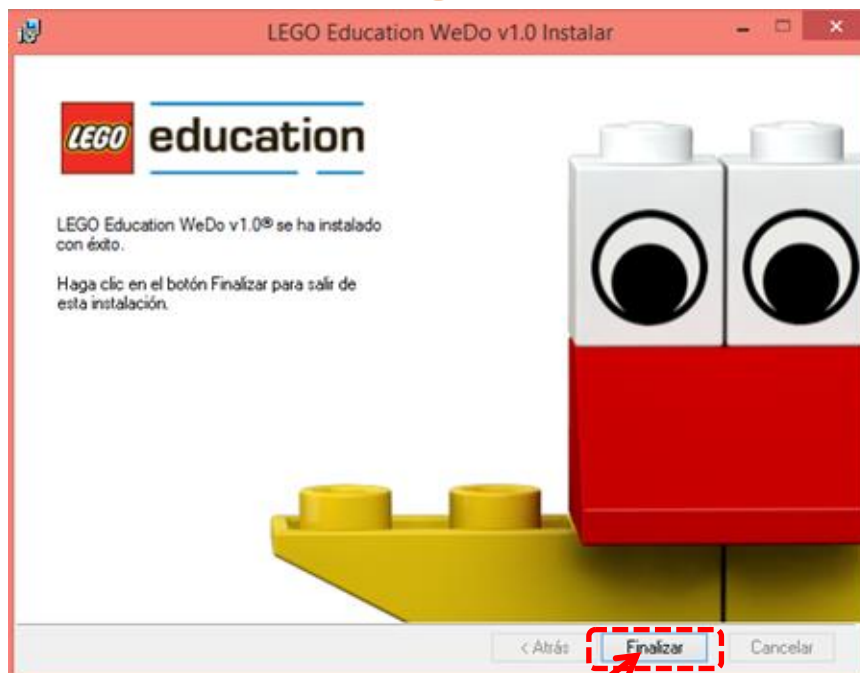 LEGO Education WeDo v1.0 Instalar
LEGO education
LEGO Education WeDo v1.0® se ha instalado
con éxito.
Haga clic en el botón Finalizar para salir de
esta instalación.
< Atrás Finalizar Cancelar